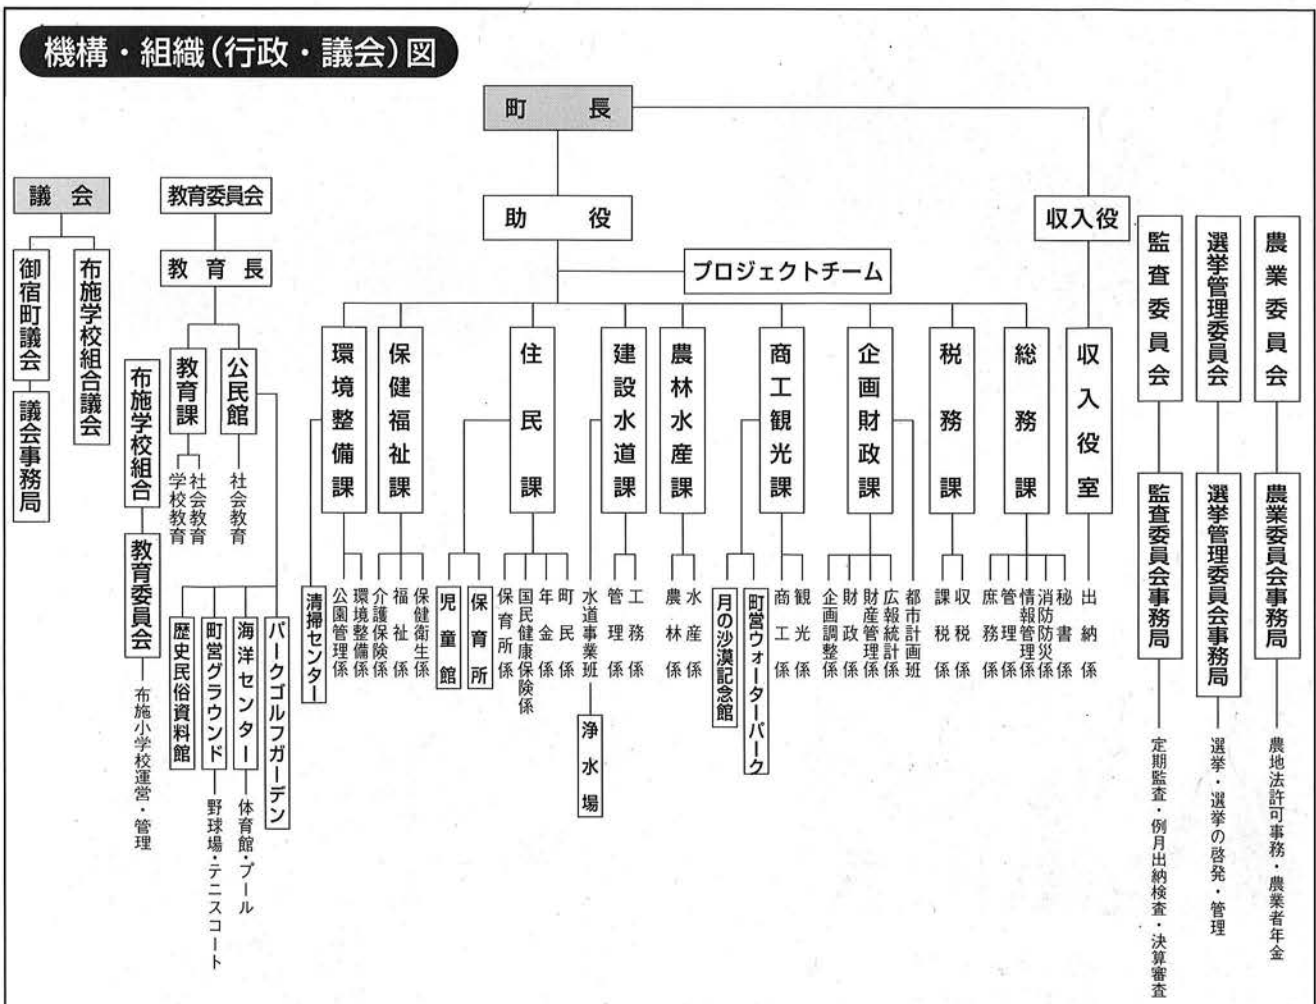 機構・組織(行政・議会)図
町長
助役
収入役
プロジェクトチーム
議会
御宿町議会
議会事務局
布施学校組合議会
教育委員会
教育長
教育課
学校教育
社会教育
公民館
社会教育
布施学校組合
教育委員会
布施小学校運営・管理
歴史民俗資料館
町営グラウンド
野球場・テニスコート
海洋センター
体育館・プール
パークゴルフガーデン
環境整備課
清掃センター
公園管理係
環境整備係
保健福祉課
介護保険係
福祉係
保健衛生係
住民課
児童館
保育所
保育所係
国民健康保険係
年金係
町民係
建設水道課
水道事業班
浄水場
管理係
工務係
農林水産課
農林係
水産係
商工観光課
月の沙漠記念館
町営ウォーターパーク
商工係
観光係
企画財政課
企画調整係
財政係
財産管理係
広報統計係
都市計画班
税務課
課税係
収税係
総務課
庶務係
管理係
情報管理係
消防防災係
秘書係
収入役室
出納係
監査委員会
監査委員会事務局
定期監査・例月出納検査・決算審査
選挙管理委員会
選挙管理委員会事務局
選挙・選挙の啓発・管理
農業委員会
農業委員会事務局
農地法許可事務・農業者年金